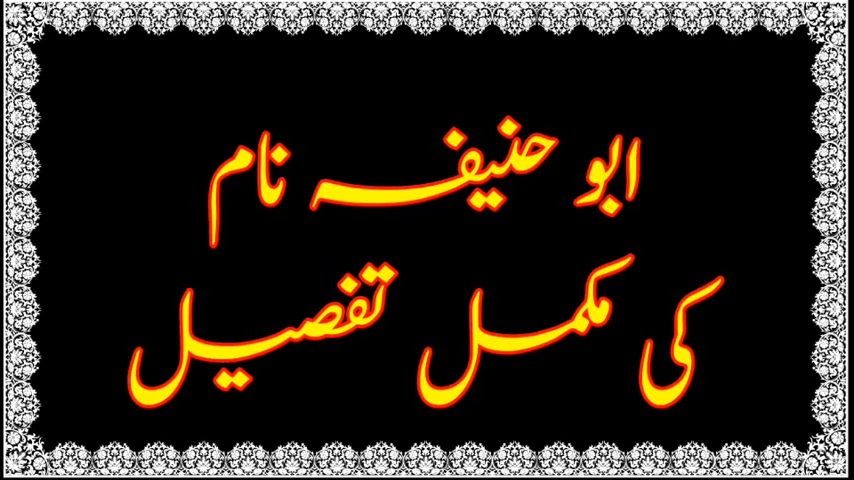 ابو حنیفہ نام
کی مکمل تفصیل